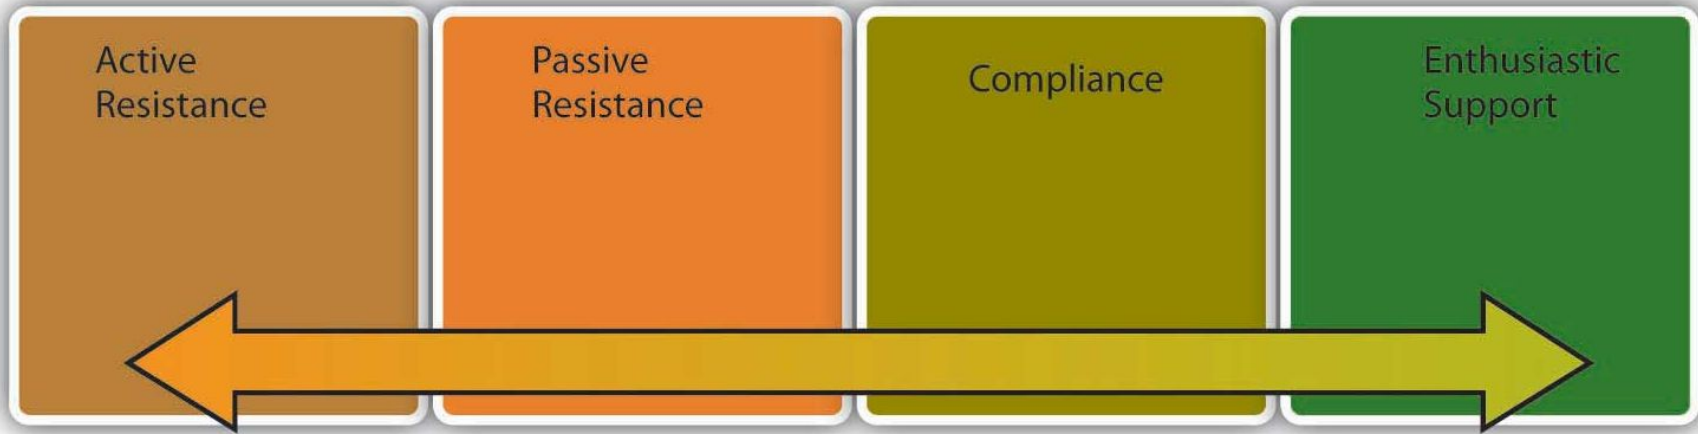 Active
Resistance
Passive
Resistance
Compliance
Enthusiastic
Support